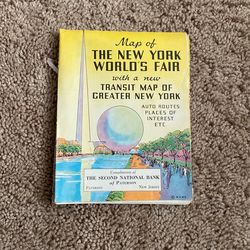 Map of
THE NEW YORK
WORLD'S FAIR
with a new
TRANSIT MAP OF
GREATER NEW YORK
AUTO ROUTES
PLACES OF
INTEREST
ETC
Compliments of
THE SECOND NATIONAL BANK
of PATERSON
PATERSON NEW JERSEY